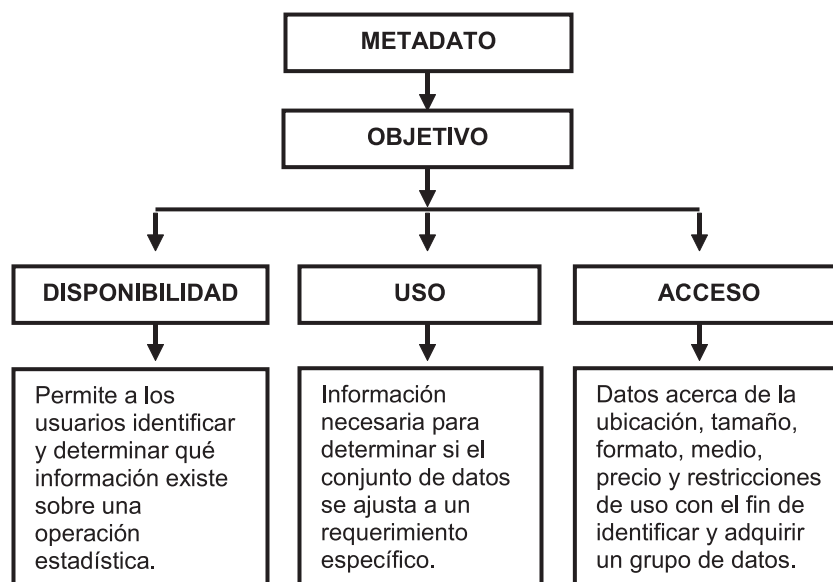 METADATO
OBJETIVO
DISPONIBILIDAD
USO
ACCESO
Permite a los
usuarios identificar
y determinar qué
información existe
sobre una
operación
estadística.
Información
necesaria para
determinar si el
conjunto de datos
se ajusta a un
requerimiento
específico.
Datos acerca de la
ubicación, tamaño,
formato, medio,
precio y restricciones
de uso con el fin de
identificar y adquirir
un grupo de datos.